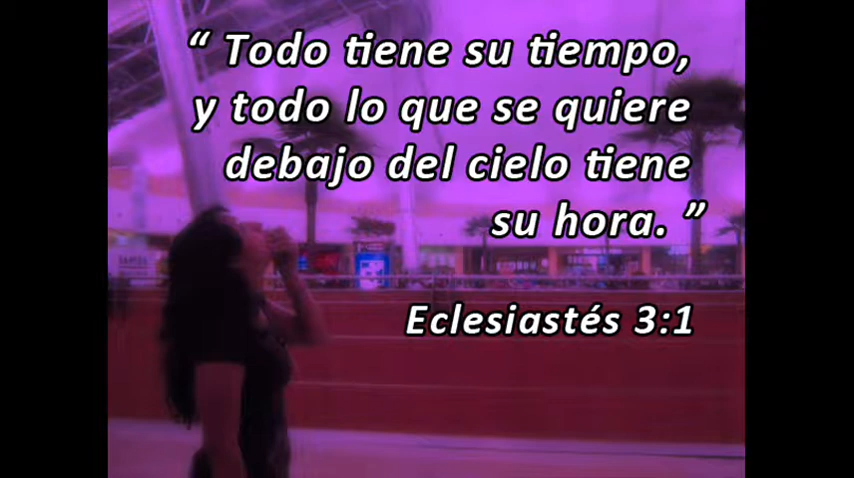 “ Todo tiene su tiempo,
y todo lo que se quiere
debajo del cielo tiene
su hora. ”
Eclesiastés 3:1